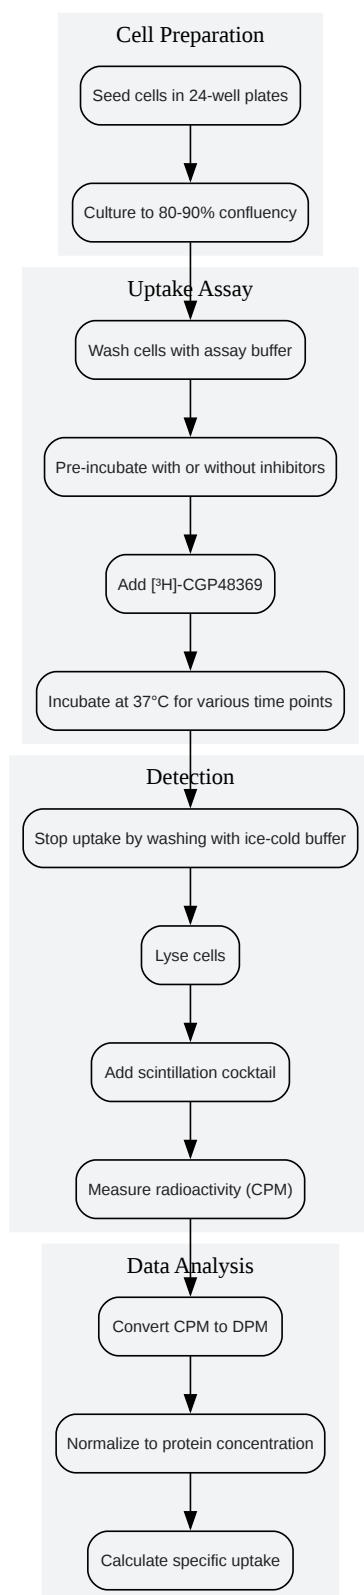 Cell Preparation
Seed cells in 24-well plates
Culture to 80-90% confluency
Uptake Assay
Wash cells with assay buffer
Pre-incubate with or without inhibitors
Add [³H]-CGP48369
Incubate at 37°C for various time points
Detection
Stop uptake by washing with ice-cold buffer
Lyse cells
Add scintillation cocktail
Measure radioactivity (CPM)
Data Analysis
Convert CPM to DPM
Normalize to protein concentration
Calculate specific uptake